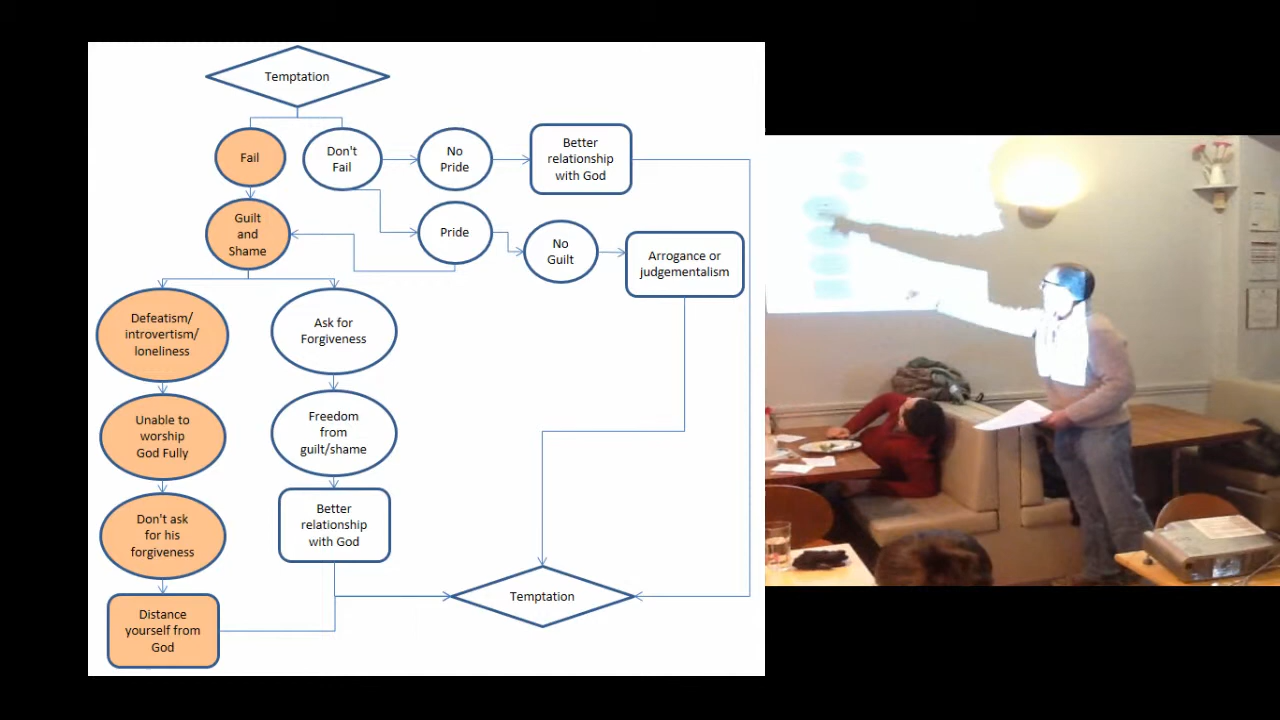 Temptation
Fail
Don't
Fail
No
Pride
Better
relationship
with God
Guilt
and
Shame
Pride
No
Guilt
Arrogance or
judgementalism
Defeatism/
introvertism/
loneliness
Ask for
Forgiveness
Unable to
worship
God Fully
Freedom
from
guilt/shame
Don't ask
for his
forgiveness
Better
relationship
with God
Distance
yourself from
God
Temptation